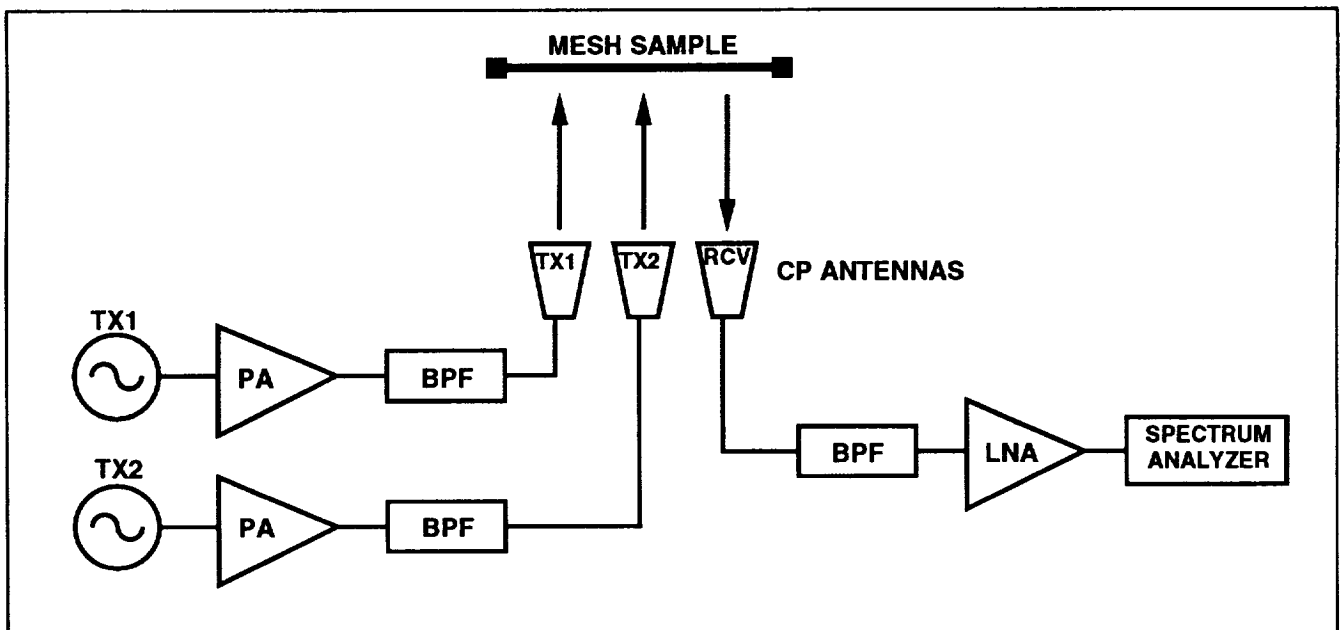 MESH SAMPLE
TX1
TX2
RCV
CP ANTENNAS
TX1
PA
BPF
TX2
PA
BPF
BPF
LNA
SPECTRUM
ANALYZER